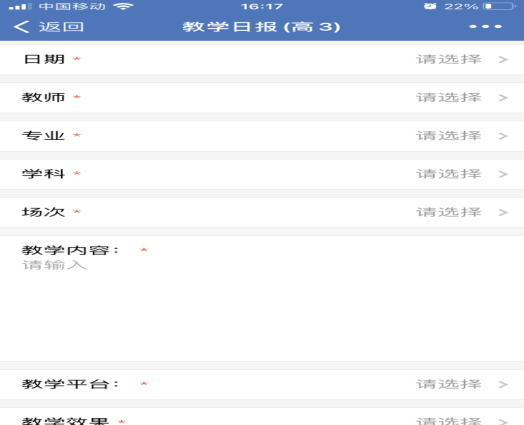 中国移动 16:17 22%
返回 教学日报(高3)
日期 * 请选择 >
教师 * 请选择 >
专业 * 请选择 >
学科 * 请选择 >
场次 * 请选择 >
教学内容： *
请输入
教学平台： * 请选择 >
教学效果 * 请选择 >